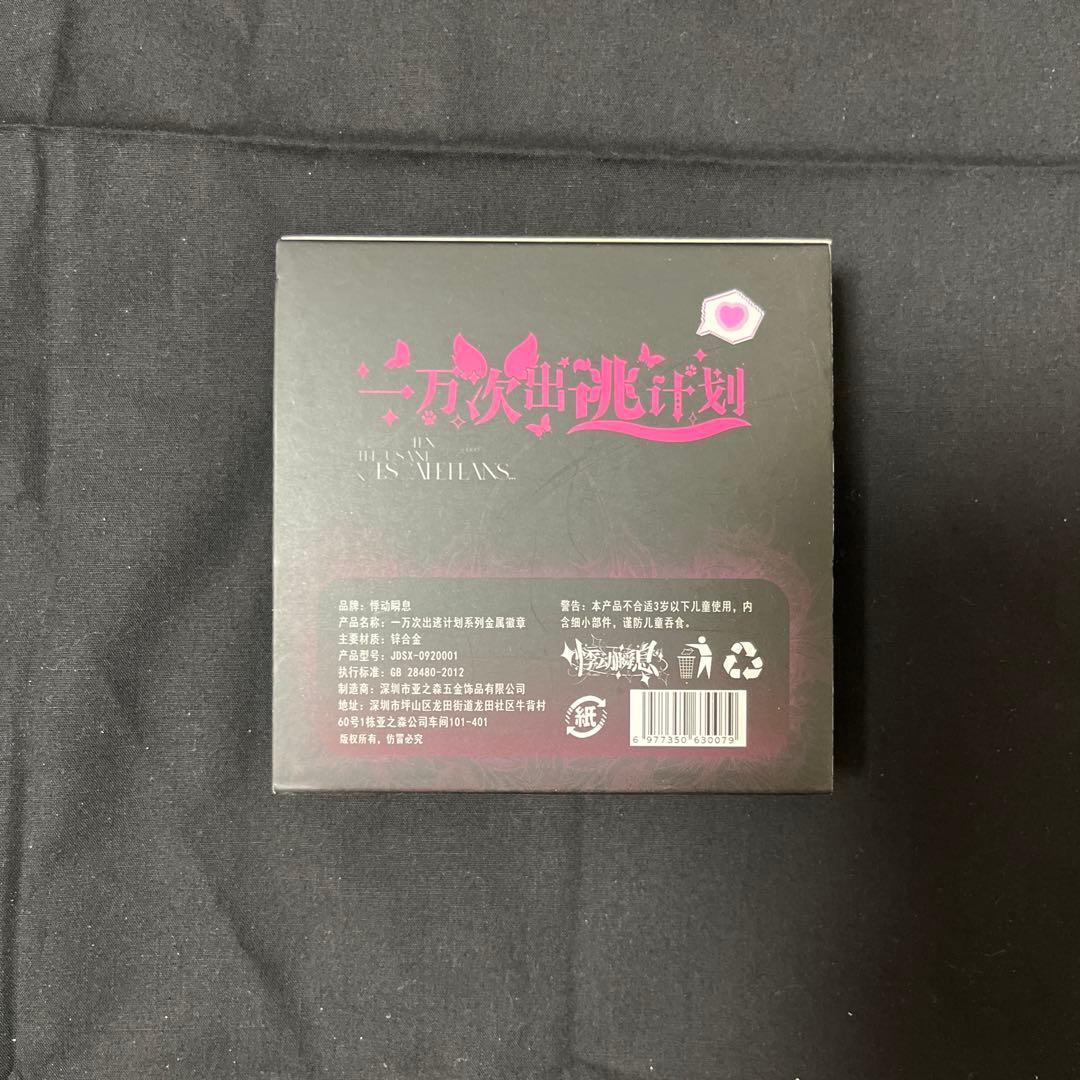 一万次出逃计划
TEN
品牌：悸动瞬息
产品名称：一万次出逃计划系列金属徽章
主要材质：锌合金
产品型号：JDSX-0920001
执行标准：GB 28480-2012
制造商：深圳市亚之森五金饰品有限公司
地址：深圳市坪山区龙田街道龙田社区牛背村
60号1栋亚之森公司车间101-401
版权所有，仿冒必究
警告：本产品不合适3岁以下儿童使用，内
含细小部件，谨防儿童吞食。
悸动瞬息
紙
6 977350 630079